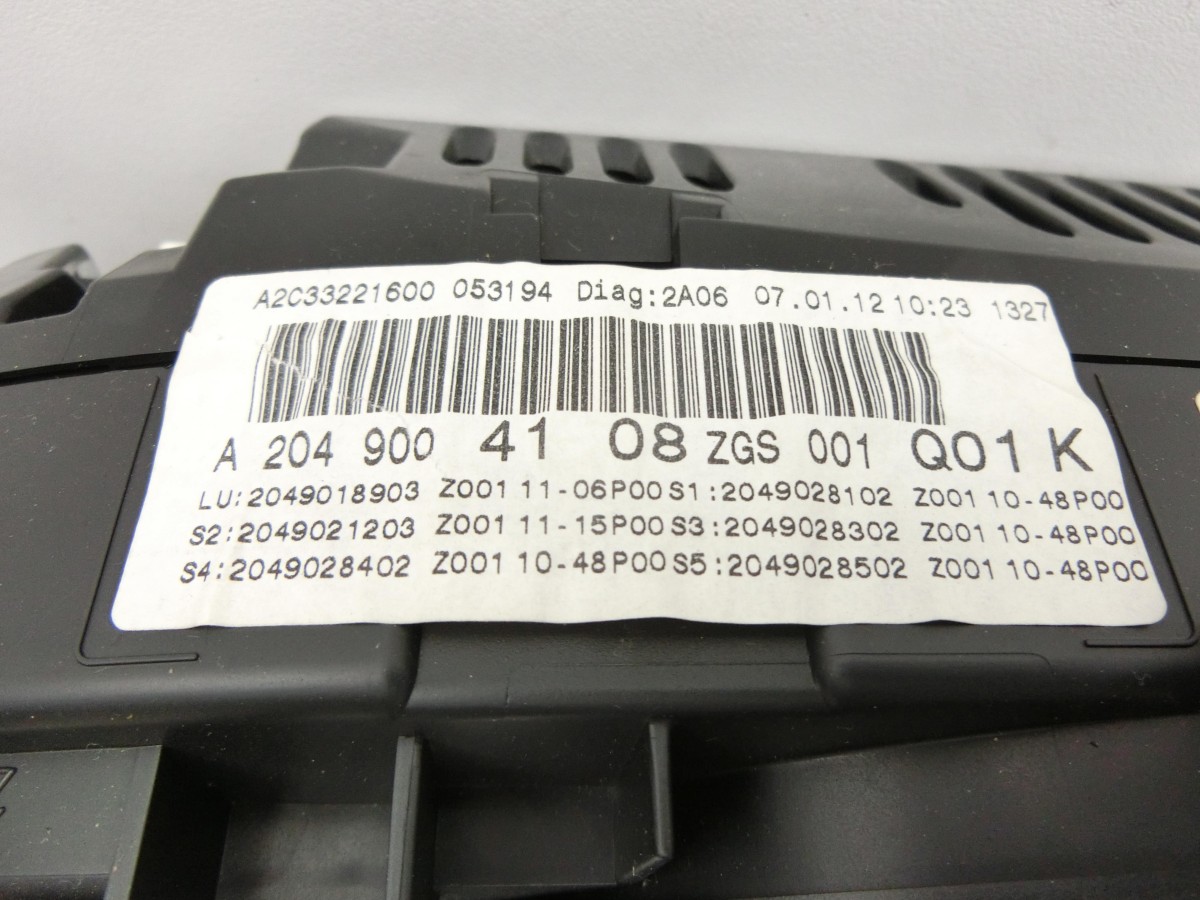 A2C33221600 053194 Diag:2A06 07.01.12 10:23 1327
A 204 900 41 08 ZGS 001 Q01 K
LU:2049018903 Z001 11-06P00 S1:2049028102 Z001 10-48P00
S2:2049021203 Z001 11-15P00 S3:2049028302 Z001 10-48P00
S4:2049028402 Z001 10-48P00 S5:2049028502 Z001 10-48P00